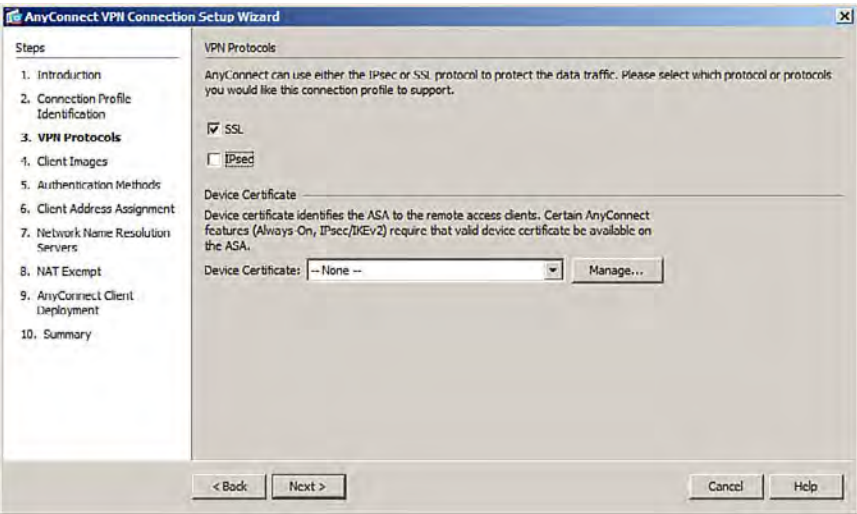 AnyConnect VPN Connection Setup Wizard
Steps
1. Introduction
2. Connection Profile
Identification
3. VPN Protocols
4. Client Images
5. Authentication Methods
6. Client Address Assignment
7. Network Name Resolution
Servers
8. NAT Exempt
9. AnyConnect Client
Deployment
10. Summary
VPN Protocols
AnyConnect can use either the IPsec or SSL protocol to protect the data traffic. Please select which protocol or protocols
you would like this connection profile to support.
SSL
IPsec
Device Certificate
Device certificate identifies the ASA to the remote access clients. Certain AnyConnect
features (Always-On, IPsec/IKEv2) require that valid device certificate be available on
the ASA.
Device Certificate: -- None -- Manage...
< Back Next > Cancel Help